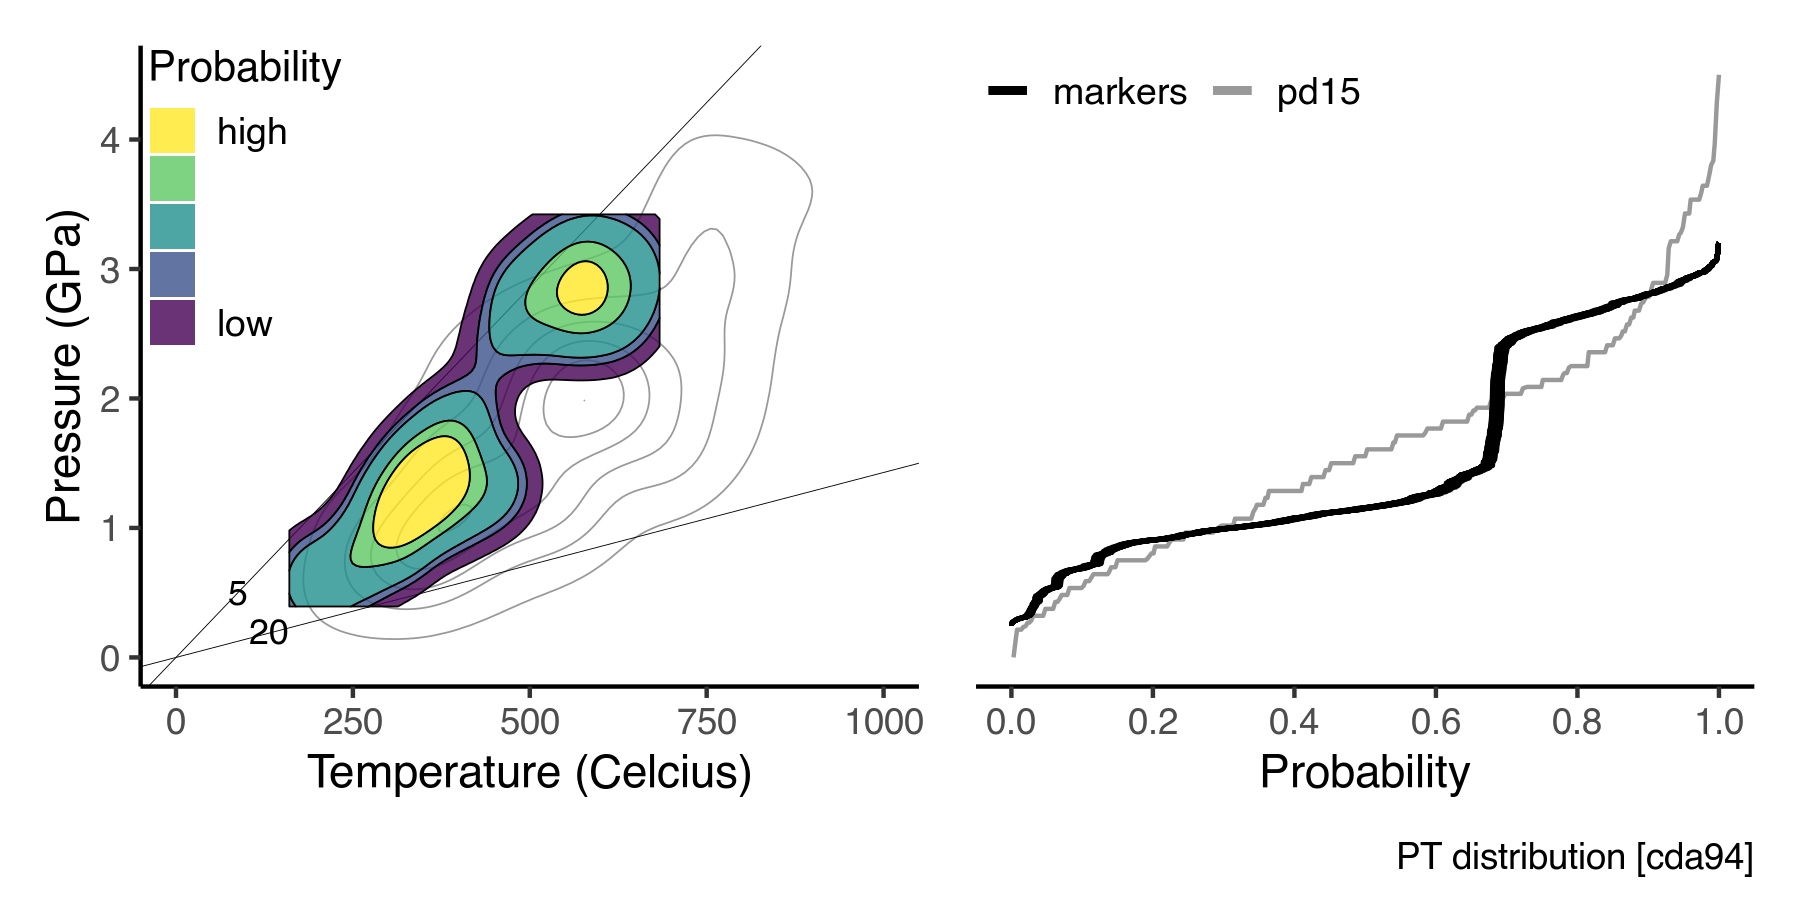 Probability
high
low
4
3
2
1
0
Pressure (GPa)
5
20
0 250 500 750 1000
Temperature (Celcius)
markers pd15
0.0 0.2 0.4 0.6 0.8 1.0
Probability
PT distribution [cda94]